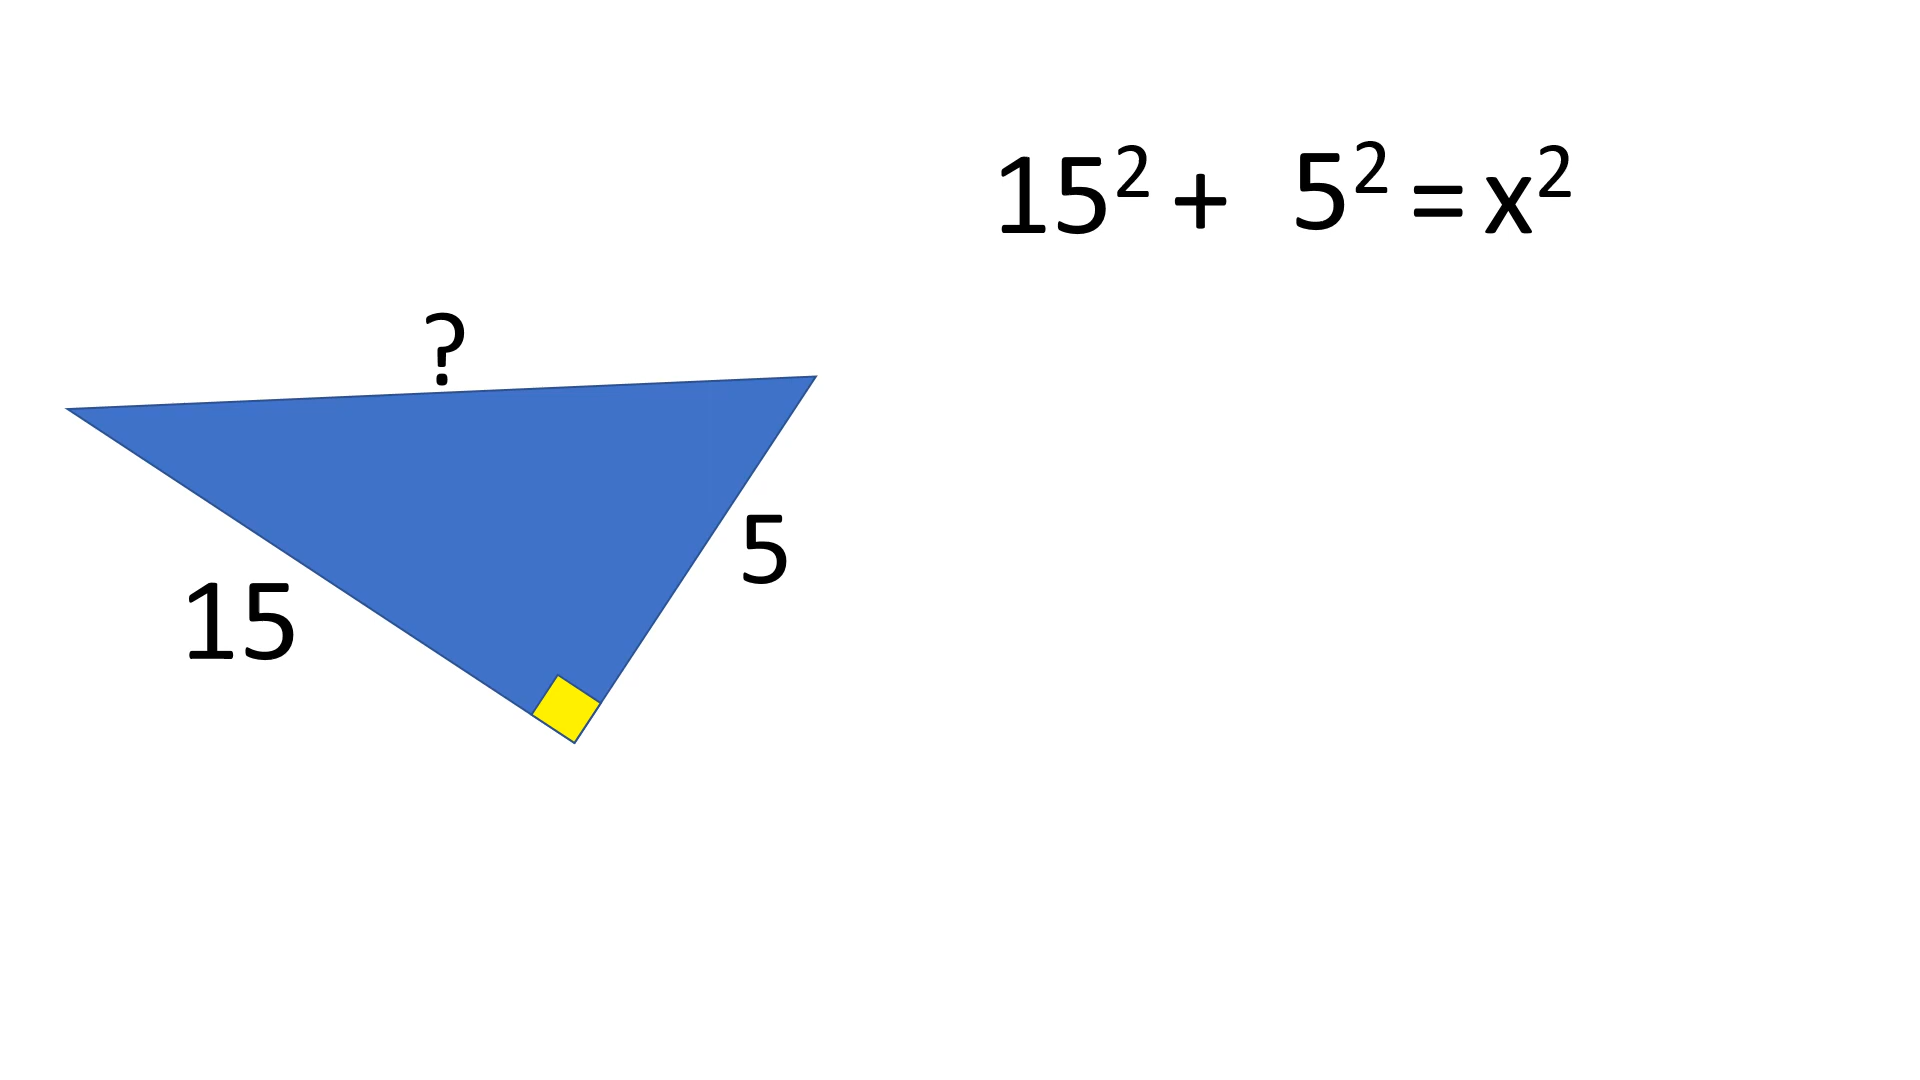 15² + 5² = x²
?
5
15